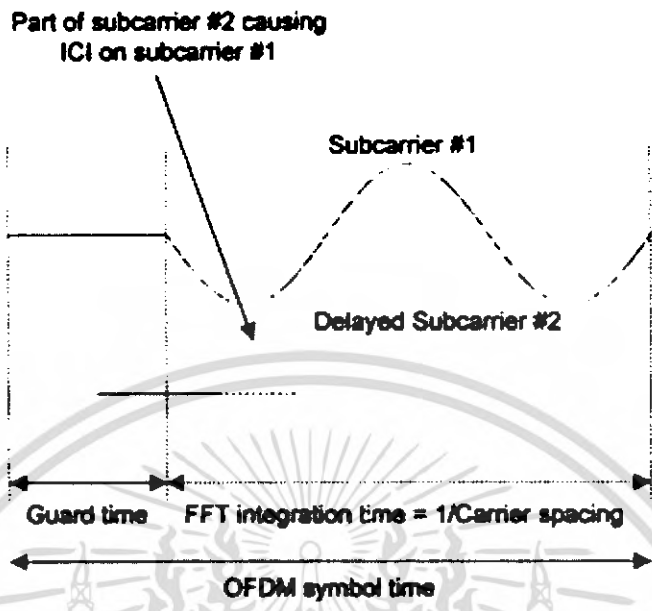 Part of subcarrier #2 causing
ICI on subcarrier #1
Subcarrier #1
Delayed Subcarrier #2
Guard time
FFT integration time = 1/Carrier spacing
OFDM symbol time